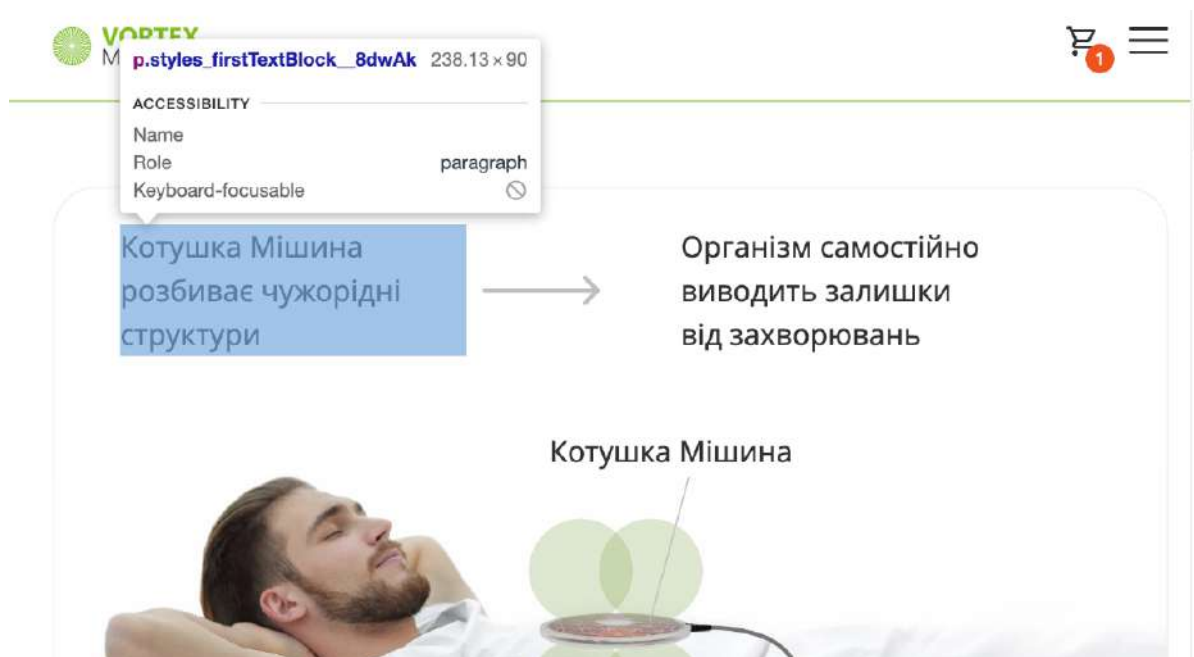 VORTEX
M
p.styles_firstTextBlock__8dwAk 238.13 × 90
ACCESSIBILITY
Name
Role paragraph
Keyboard-focusable
1
Котушка Мішина
розбиває чужорідні
структури
Організм самостійно
виводить залишки
від захворювань
Котушка Мішина